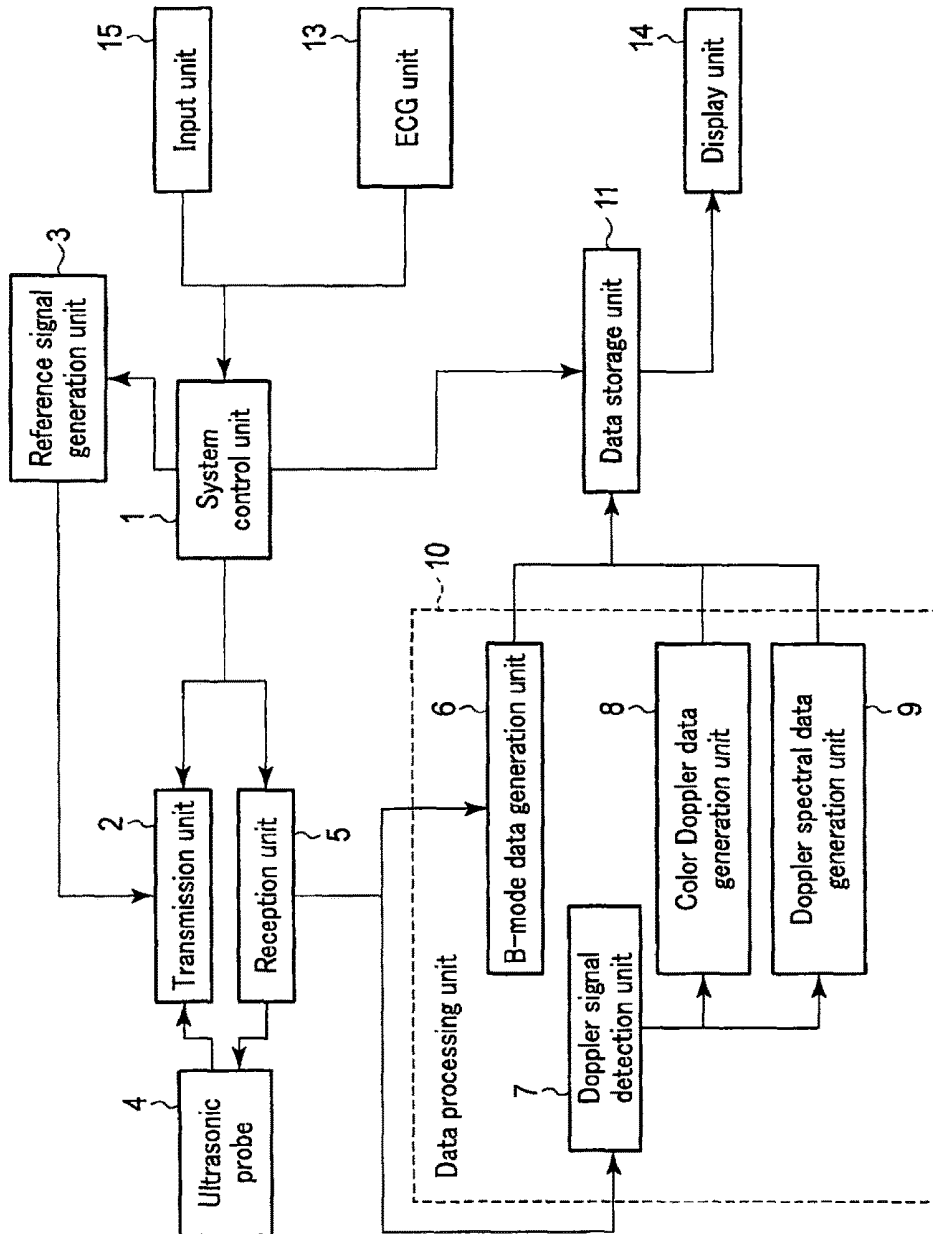 4
Ultrasonic
probe
2
Transmission unit
5
Reception unit
3
Reference signal
generation unit
1
System
control unit
15
Input unit
13
ECG unit
10
Data processing unit
6
B-mode data generation unit
7
Doppler signal
detection unit
8
Color Doppler data
generation unit
9
Doppler spectral data
generation unit
11
Data storage unit
14
Display unit